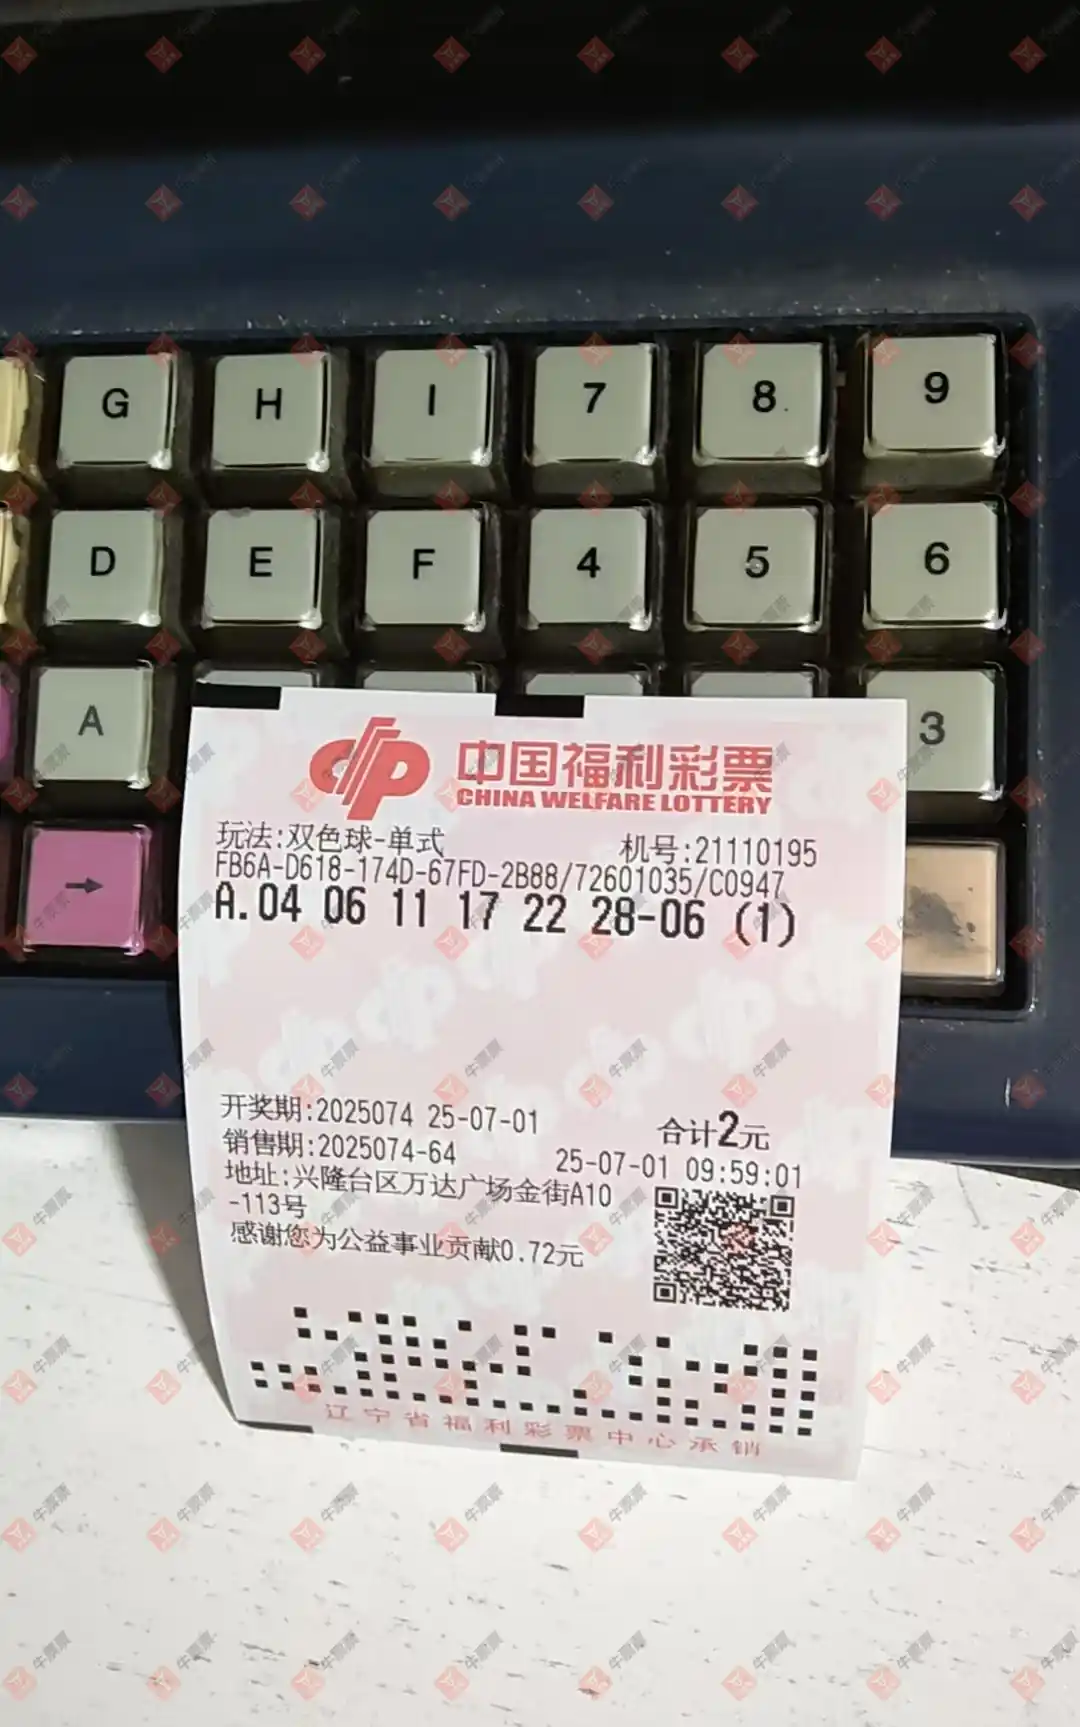 G H I 7 8 9
D E F 4 5 6
A 3
→
中国福利彩票
CHINA WELFARE LOTTERY
玩法:双色球-单式 机号:21110195
FB6A-D618-174D-67FD-2B88/72601035/C0947
A.04 06 11 17 22 28-06 (1)
开奖期:2025074 25-07-01 合计2元
销售期:2025074-64 25-07-01 09:59:01
地址:兴隆台区万达广场金街A10
-113号
感谢您为公益事业贡献0.72元
辽宁省福利彩票中心承销
牛票票